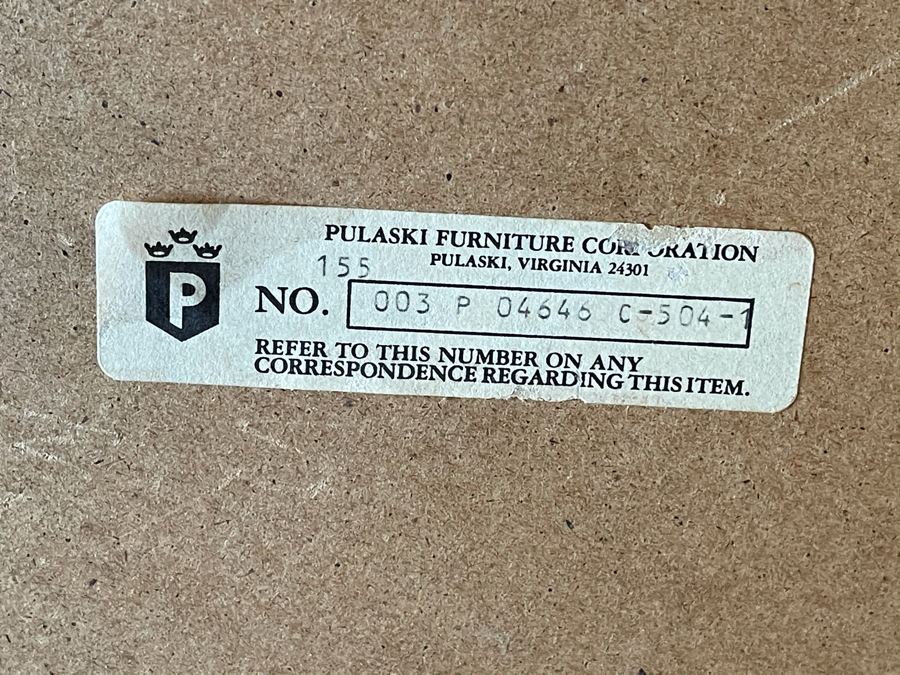 P
PULASKI FURNITURE CORPORATION
PULASKI, VIRGINIA 24301
155
NO. 003 P 04646 C-504-1
REFER TO THIS NUMBER ON ANY
CORRESPONDENCE REGARDING THIS ITEM.